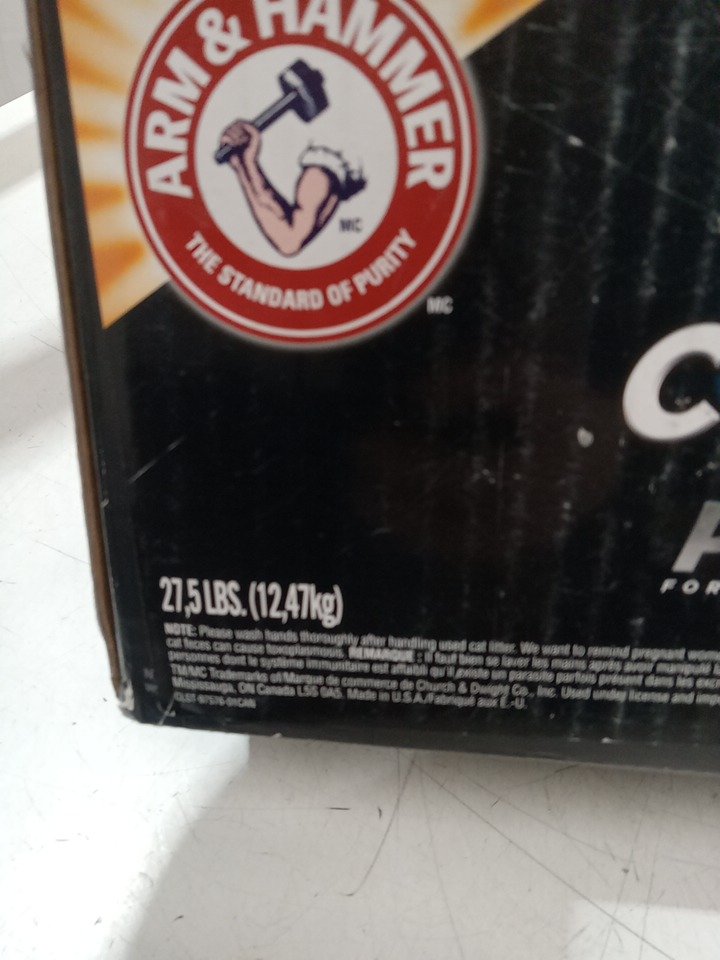 ARM & HAMMER
MC
THE STANDARD OF PURITY
MC
C
FOR
27,5 LBS. (12,47kg)
NOTE: Please wash hands thoroughly after handling used cat litter. We want to remind pregnant
cat feces can cause toxoplasmosis. REMARQUE : Il faut bien se laver les mains après avoir
personnes dont le système immunitaire est affaibli qu'il existe un parasite parfois présent dans les
TM/MC Trademarks of/Marque de commerce de Church & Dwight Co., Inc. Used under license and
Mississauga, ON Canada L5S 0A5. Made in U.S.A./Fabriqué aux É.-U.